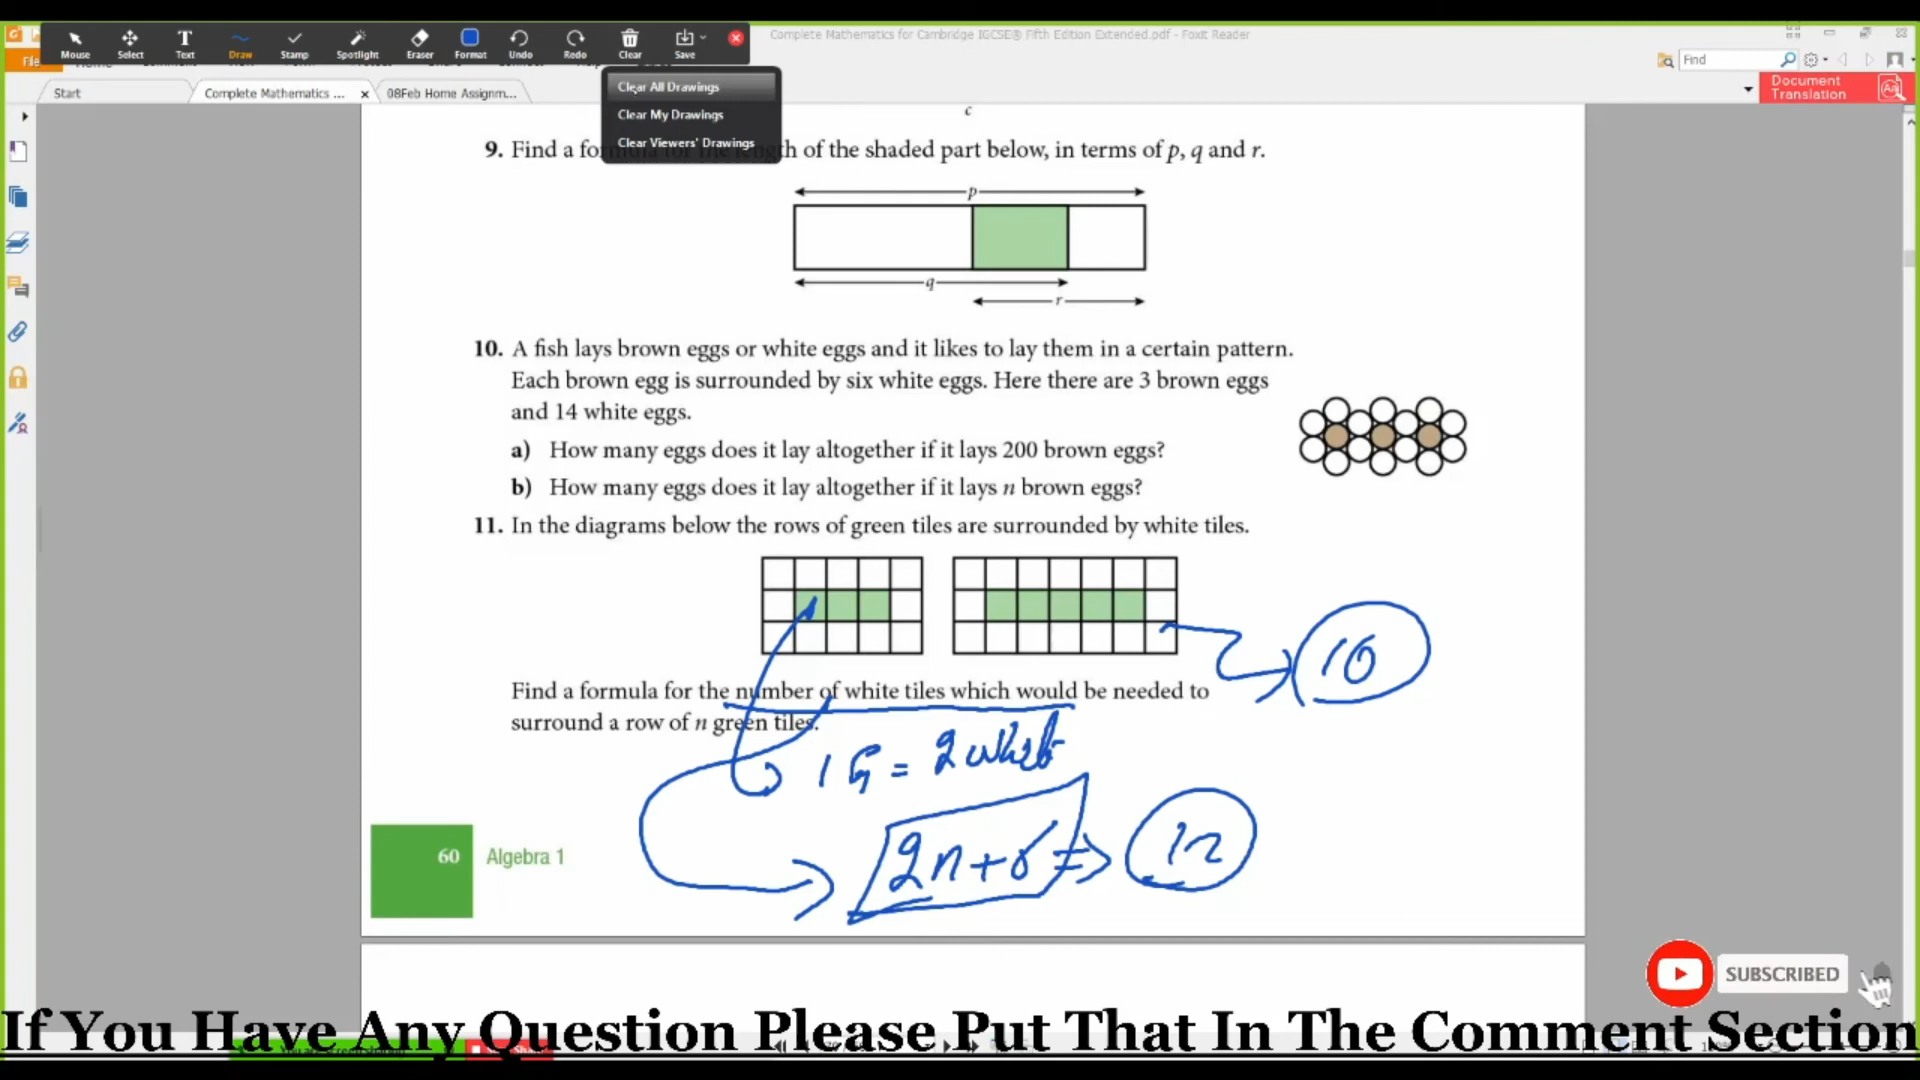 Complete Mathematics for Cambridge IGCSE® Fifth Edition Extended.pdf - Foxit Reader
Mouse Select Text Draw Stamp Spotlight Eraser Format Undo Redo Clear Save
Find
Start
Complete Mathematics ...
08Feb Home Assignm...
Document
Translation
Clear All Drawings
Clear My Drawings
Clear Viewers' Drawings
c
9. Find a formula for the length of the shaded part below, in terms of p, q and r.
p
q
r
10. A fish lays brown eggs or white eggs and it likes to lay them in a certain pattern.
Each brown egg is surrounded by six white eggs. Here there are 3 brown eggs
and 14 white eggs.
a) How many eggs does it lay altogether if it lays 200 brown eggs?
b) How many eggs does it lay altogether if it lays n brown eggs?
11. In the diagrams below the rows of green tiles are surrounded by white tiles.
16
Find a formula for the number of white tiles which would be needed to
surround a row of n green tiles.
1 G = 2 white
2n+6 => 12
60 Algebra 1
SUBSCRIBED
If You Have Any Question Please Put That In The Comment Section